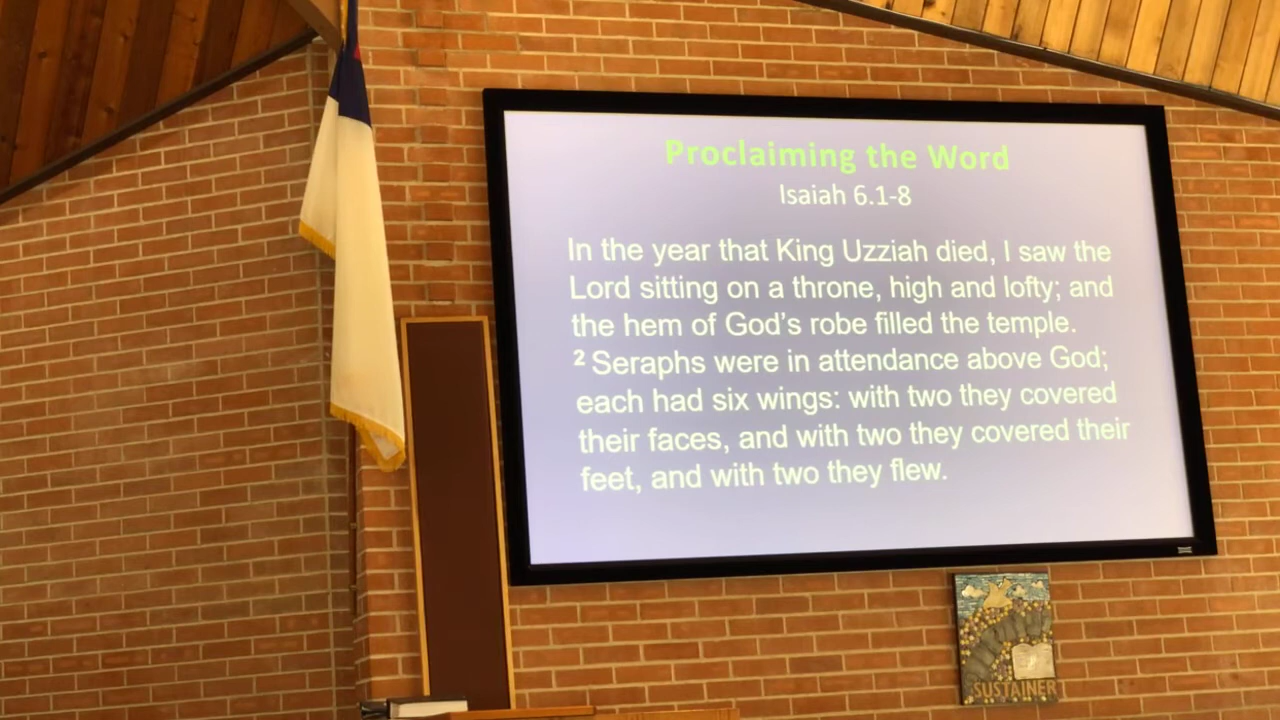 Proclaiming the Word
Isaiah 6.1-8
In the year that King Uzziah died, I saw the
Lord sitting on a throne, high and lofty; and
the hem of God’s robe filled the temple.
² Seraphs were in attendance above God;
each had six wings: with two they covered
their faces, and with two they covered their
feet, and with two they flew.
SUSTAINER